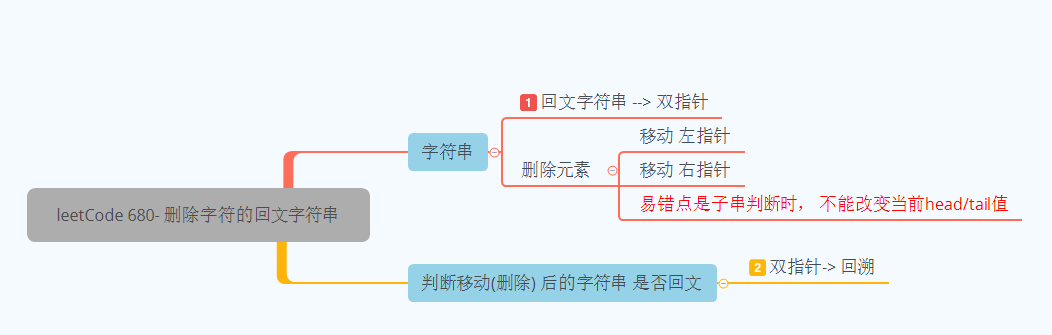 leetCode 680- 删除字符的回文字符串
字符串
1 回文字符串 --> 双指针
删除元素
移动 左指针
移动 右指针
易错点是子串判断时， 不能改变当前head/tail值
判断移动(删除) 后的字符串 是否回文
2 双指针-> 回溯